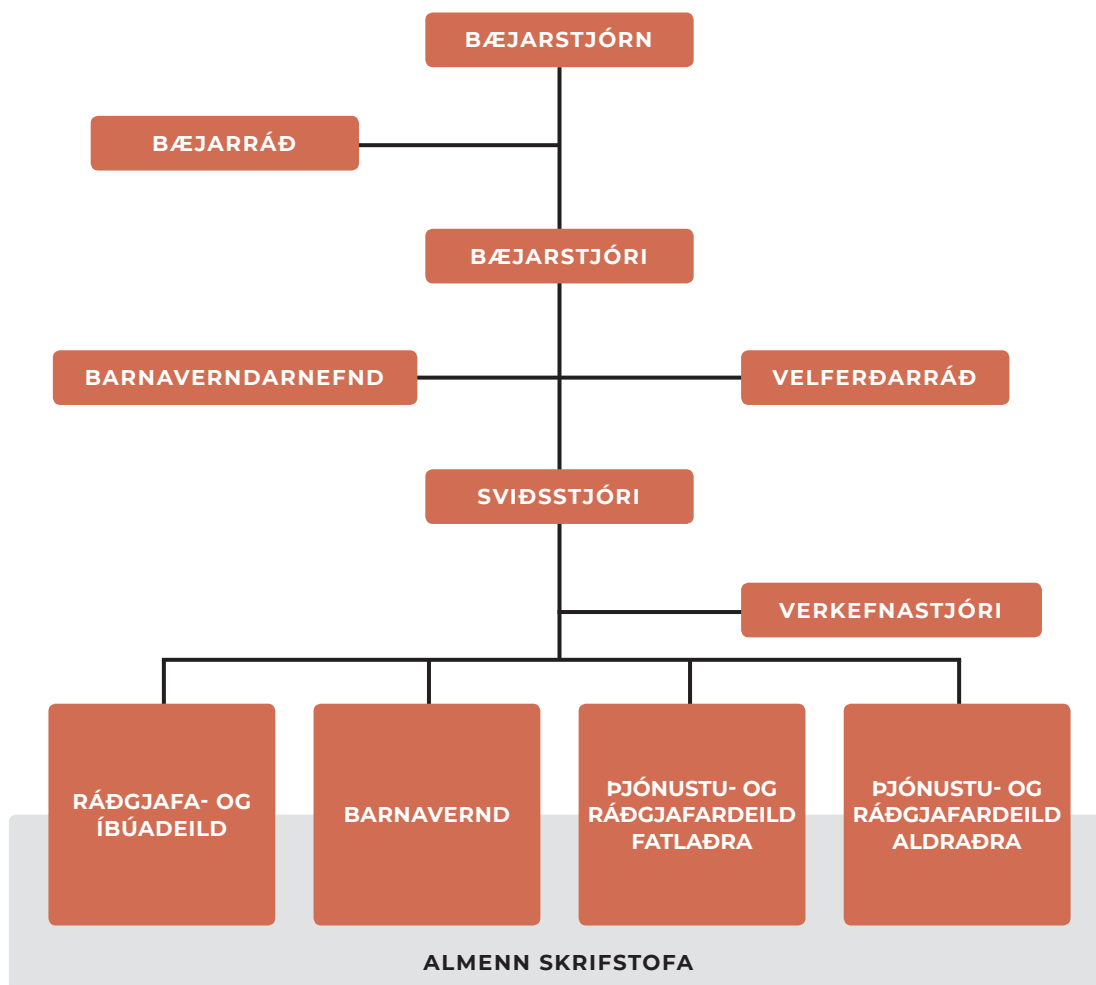 BÆJARSTJÓRN
BÆJARRÁÐ
BÆJARSTJÓRI
BARNAVERNDARNEFND
VELFERÐARRÁÐ
SVIÐSSTJÓRI
VERKEFNASTJÓRI
RÁÐGJAFA- OG
ÍBÚADEILD
BARNAVERND
ÞJÓNUSTU- OG
RÁÐGJAFARDEILD
FATLAÐRA
ÞJÓNUSTU- OG
RÁÐGJAFARDEILD
ALDRAÐRA
ALMENN SKRIFSTOFA